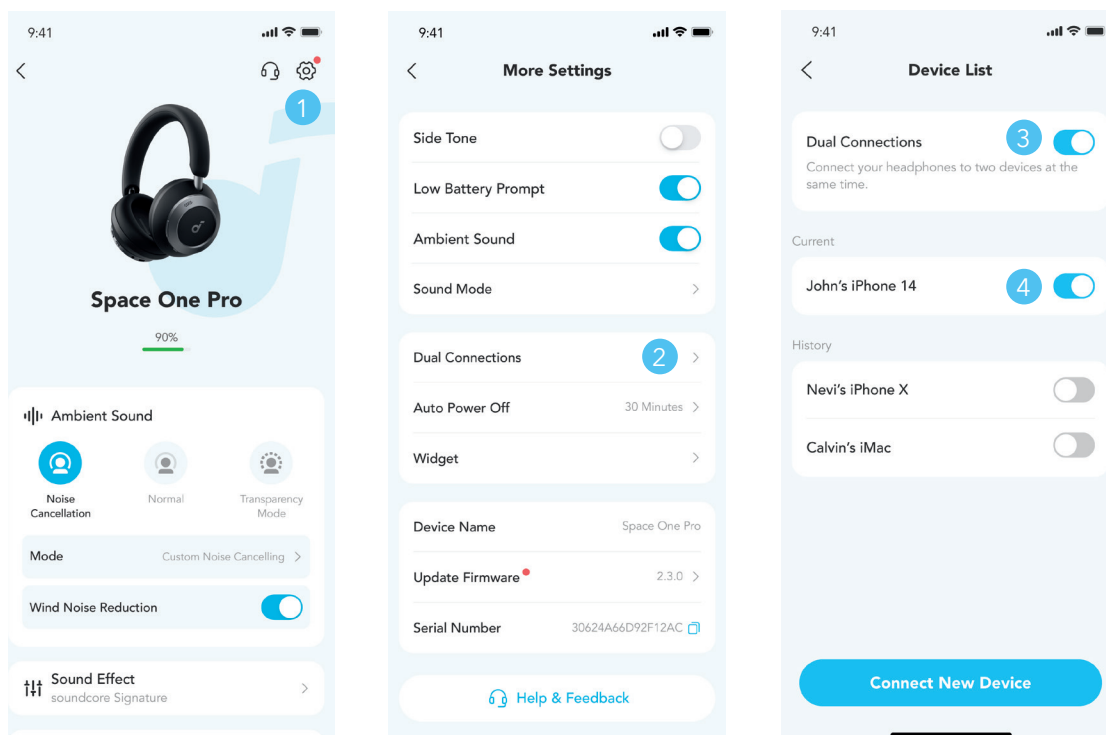 9:41
1
Space One Pro
90%
Ambient Sound
Noise
Cancellation
Normal
Transparency
Mode
Mode Custom Noise Cancelling
Wind Noise Reduction
Sound Effect
soundcore Signature
9:41
More Settings
Side Tone
Low Battery Prompt
Ambient Sound
Sound Mode
Dual Connections 2
Auto Power Off 30 Minutes
Widget
Device Name Space One Pro
Update Firmware 2.3.0
Serial Number 30624A66D92F12AC
Help & Feedback
9:41
Device List
Dual Connections 3
Connect your headphones to two devices at the
same time.
Current
John's iPhone 14 4
History
Nevi's iPhone X
Calvin's iMac
Connect New Device